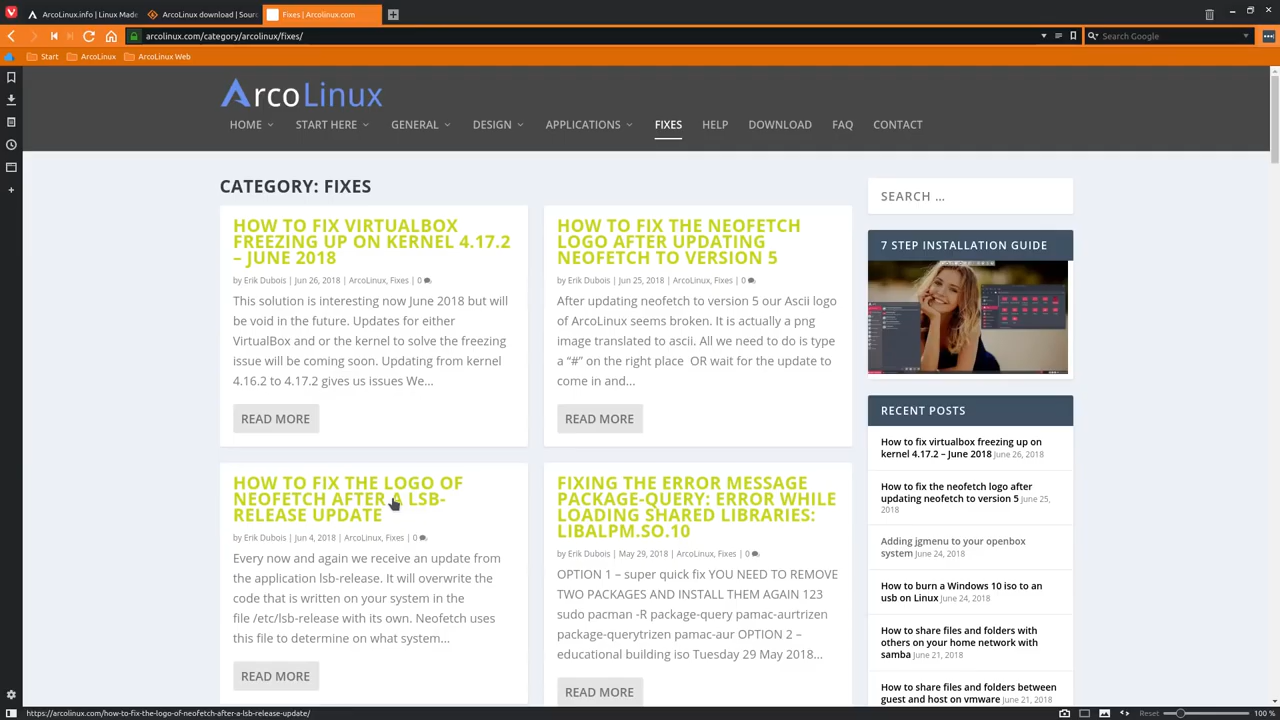 ArcoLinux.info | Linux Made
ArcoLinux download | Sour
Fixes | Arcolinux.com
arcolinux.com/category/arcolinux/fixes/
Search Google
Start
ArcoLinux
ArcoLinux Web
ArcoLinux
HOME
START HERE
GENERAL
DESIGN
APPLICATIONS
FIXES
HELP
DOWNLOAD
FAQ
CONTACT
CATEGORY: FIXES
HOW TO FIX VIRTUALBOX
FREEZING UP ON KERNEL 4.17.2
– JUNE 2018
by Erik Dubois | Jun 26, 2018 | ArcoLinux, Fixes | 0
This solution is interesting now June 2018 but will
be void in the future. Updates for either
VirtualBox and or the kernel to solve the freezing
issue will be coming soon. Updating from kernel
4.16.2 to 4.17.2 gives us issues We...
READ MORE
HOW TO FIX THE NEOFETCH
LOGO AFTER UPDATING
NEOFETCH TO VERSION 5
by Erik Dubois | Jun 25, 2018 | ArcoLinux, Fixes | 0
After updating neofetch to version 5 our Ascii logo
of ArcoLinux seems broken. It is actually a png
image translated to ascii. All we need to do is type
a “#” on the right place OR wait for the update to
come in and...
READ MORE
HOW TO FIX THE LOGO OF
NEOFETCH AFTER A LSB-
RELEASE UPDATE
by Erik Dubois | Jun 4, 2018 | ArcoLinux, Fixes | 0
Every now and again we receive an update from
the application lsb-release. It will overwrite the
code that is written on your system in the
file /etc/lsb-release with its own. Neofetch uses
this file to determine on what system...
READ MORE
FIXING THE ERROR MESSAGE
PACKAGE-QUERY: ERROR WHILE
LOADING SHARED LIBRARIES:
LIBALPM.SO.10
by Erik Dubois | May 29, 2018 | ArcoLinux, Fixes | 0
OPTION 1 – super quick fix YOU NEED TO REMOVE
TWO PACKAGES AND INSTALL THEM AGAIN 123
sudo pacman -R package-query pamac-aurtrizen
package-querytrizen pamac-aur OPTION 2 –
educational building iso Tuesday 29 May 2018...
READ MORE
SEARCH ...
7 STEP INSTALLATION GUIDE
RECENT POSTS
How to fix virtualbox freezing up on
kernel 4.17.2 – June 2018 June 26, 2018
How to fix the neofetch logo after
updating neofetch to version 5 June 25,
2018
Adding jgmenu to your openbox
system June 24, 2018
How to burn a Windows 10 iso to an
usb on Linux June 24, 2018
How to share files and folders with
others on your home network with
samba June 21, 2018
How to share files and folders between
guest and host on vmware June 21, 2018
https://arcolinux.com/how-to-fix-the-logo-of-neofetch-after-a-lsb-release-update/
Reset
100 %